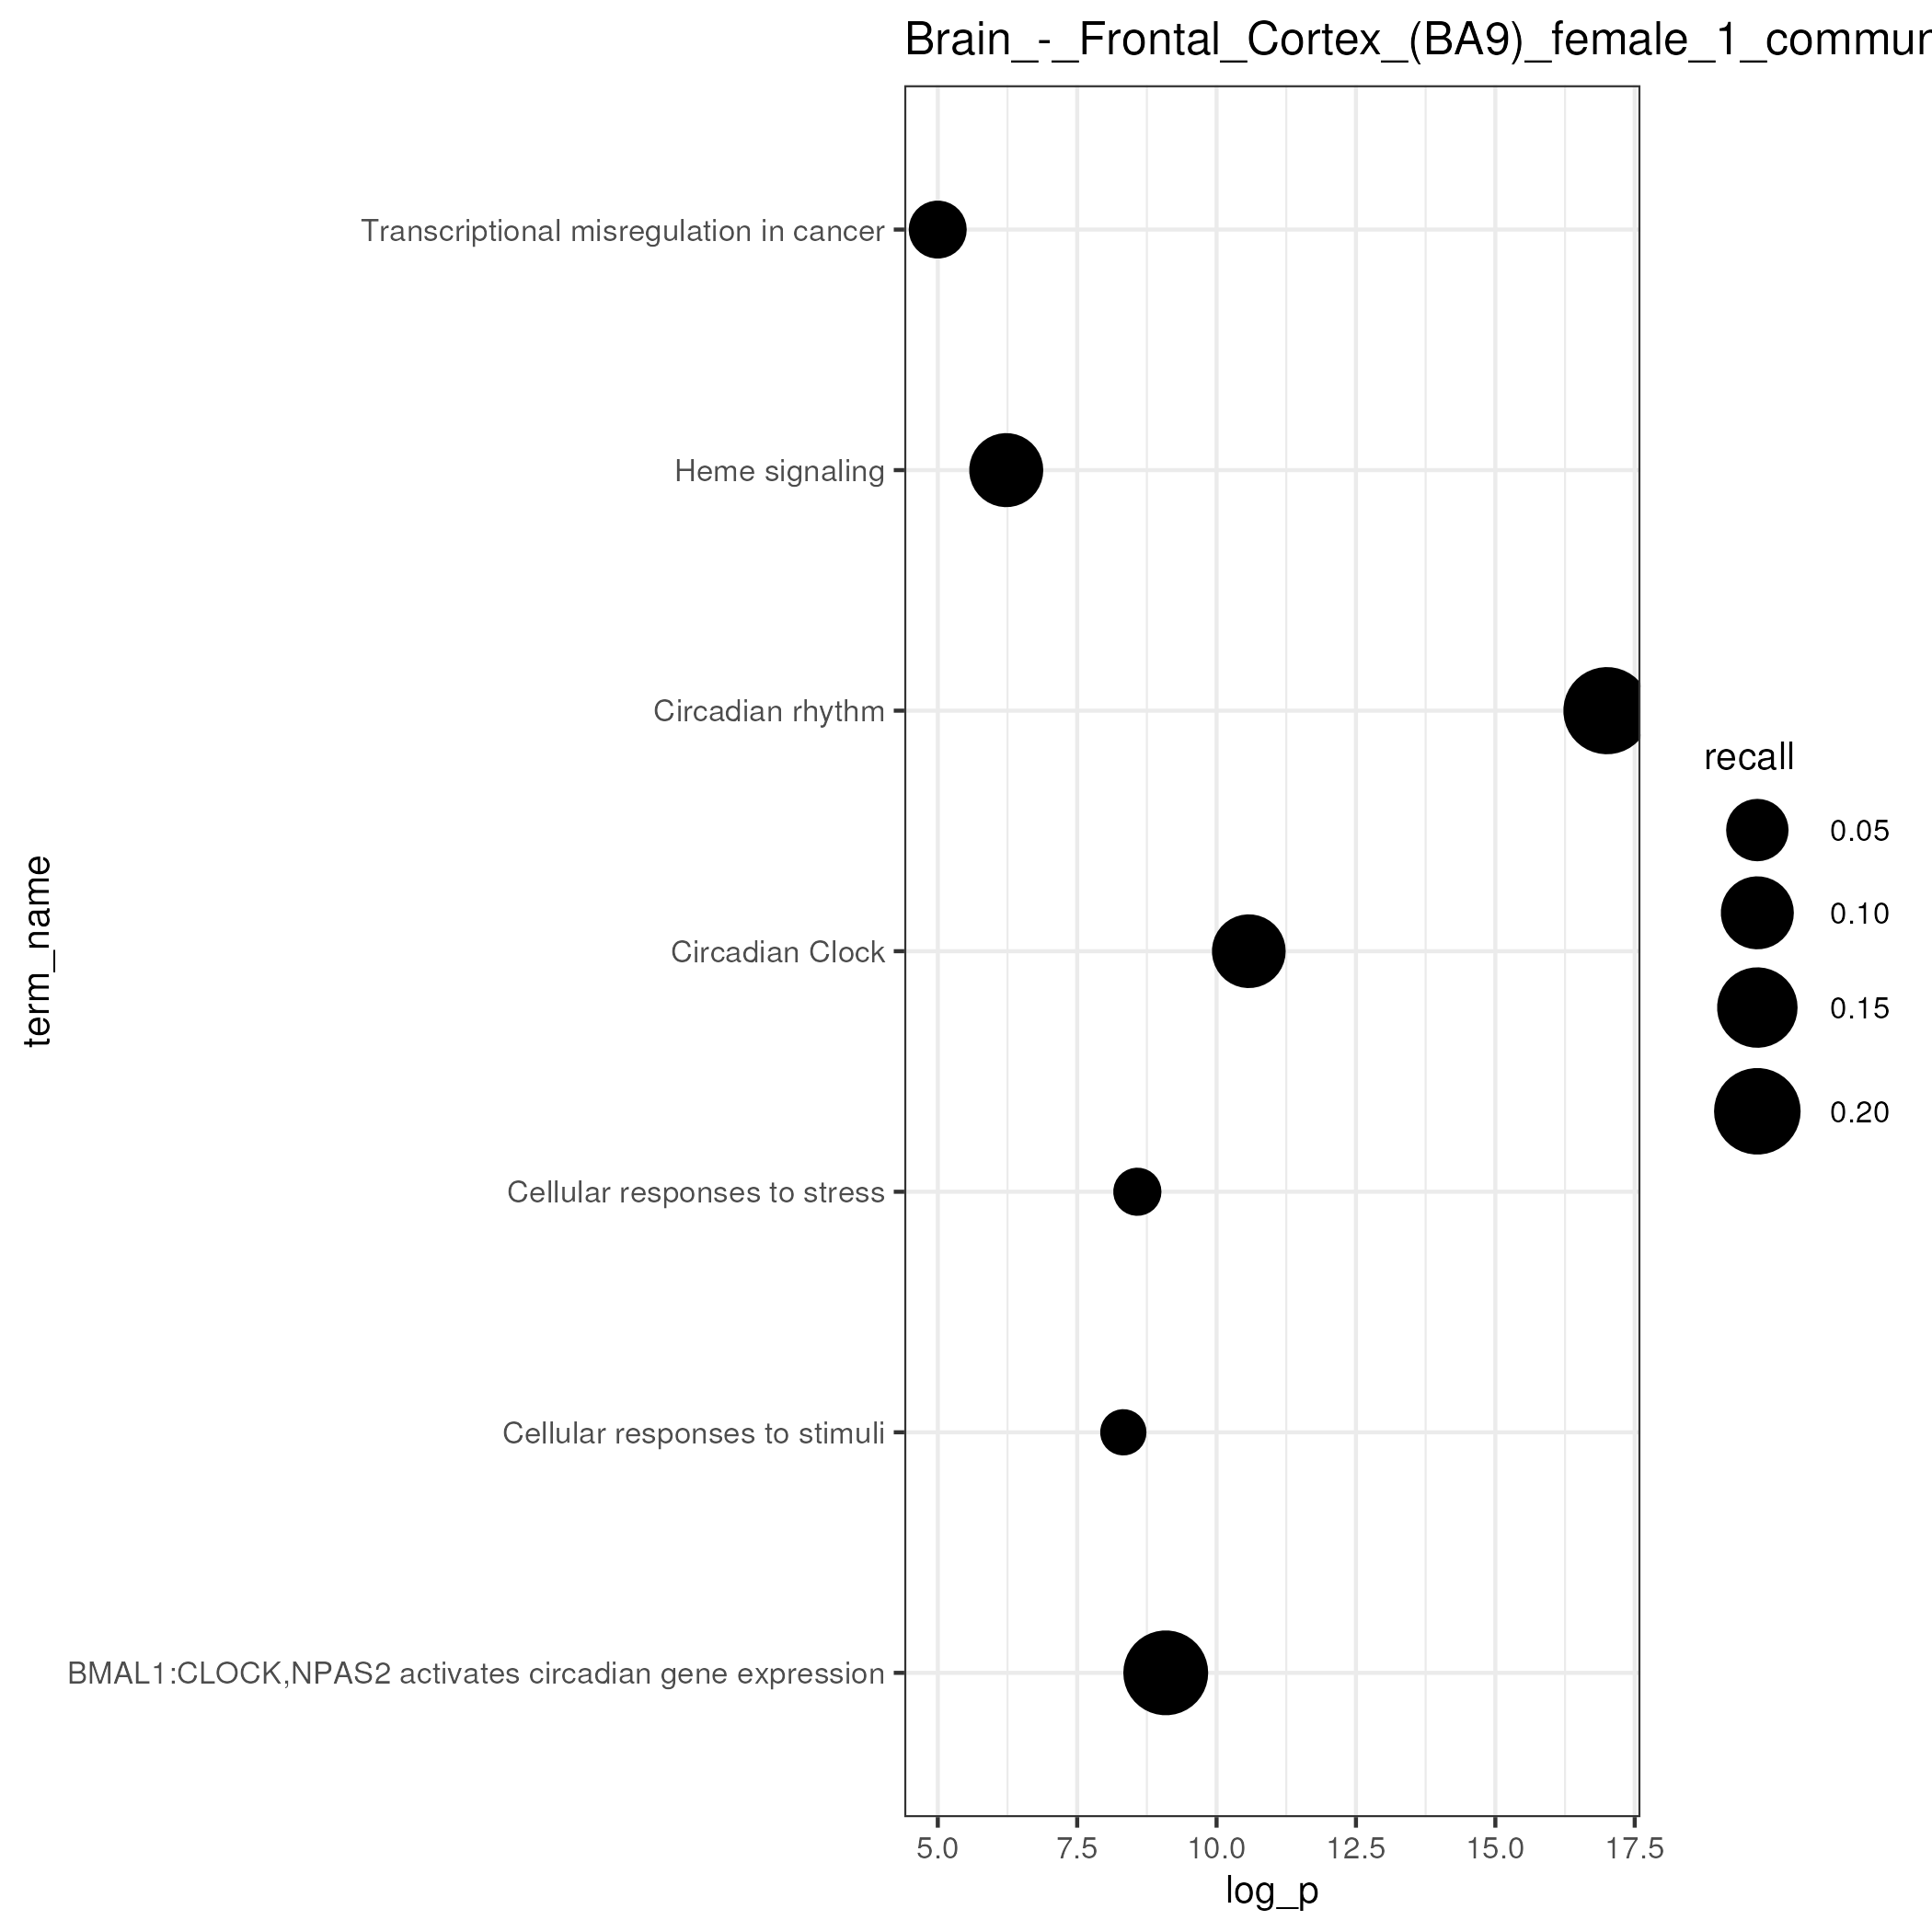 Brain_-_Frontal_Cortex_(BA9)_female_1_commun
Transcriptional misregulation in cancer
Heme signaling
Circadian rhythm
Circadian Clock
Cellular responses to stress
Cellular responses to stimuli
BMAL1:CLOCK,NPAS2 activates circadian gene expression
term_name
5.0 7.5 10.0 12.5 15.0 17.5
log_p
recall
0.05
0.10
0.15
0.20